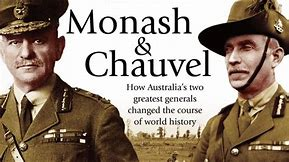 Monash
& 
Chauvel
How Australia's two
greatest generals
changed the course of
world history